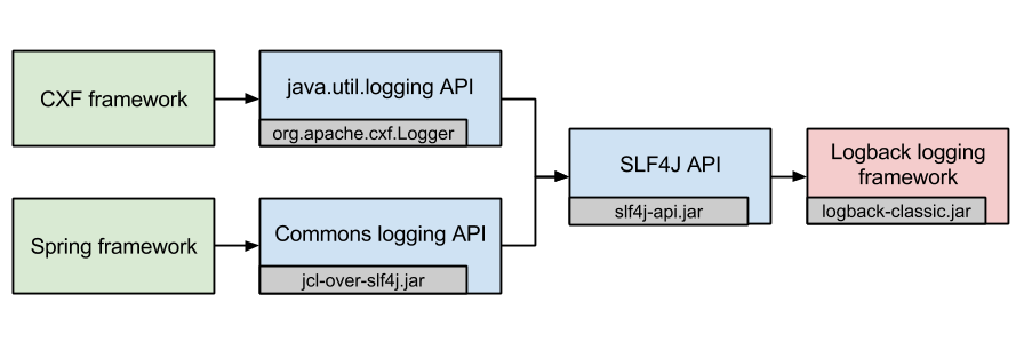 CXF framework
java.util.logging API
org.apache.cxf.Logger
Spring framework
Commons logging API
jcl-over-slf4j.jar
SLF4J API
slf4j-api.jar
Logback logging
framework
logback-classic.jar